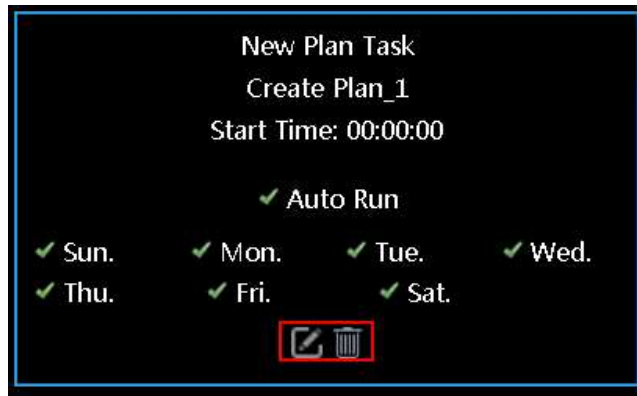 New Plan Task
Create Plan_1
Start Time: 00:00:00
Auto Run
Sun. Mon. Tue. Wed.
Thu. Fri. Sat.